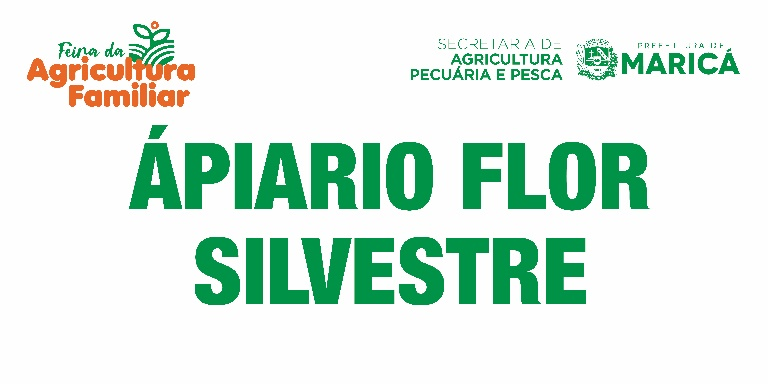 Feira da
Agricultura
Familiar
SECRETARIA DE
AGRICULTURA
PECUÁRIA E PESCA
PREFEITURA DE
MARICÁ
ÁPIARIO FLOR
SILVESTRE